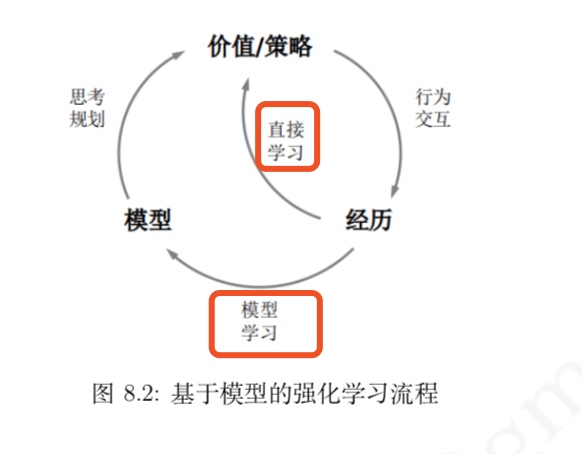 价值/策略
思考
规划
行为
交互
直接
学习
模型
经历
模型
学习
图 8.2: 基于模型的强化学习流程
gm